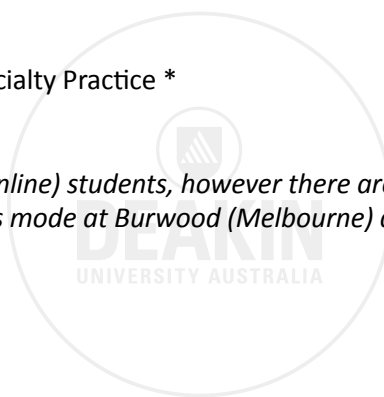 cialty Practice *
nline) students, however there are
s mode at Burwood (Melbourne)
DEAKIN
UNIVERSITY AUSTRALIA